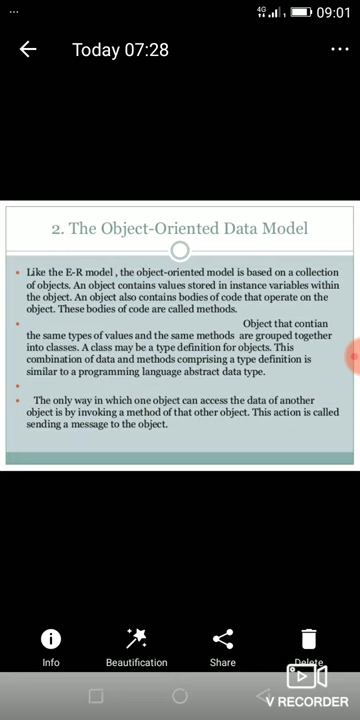 4G 09:01
Today 07:28
2. The Object-Oriented Data Model
Like the E-R model , the object-oriented model is based on a collection
of objects. An object contains values stored in instance variables within
the object. An object also contains bodies of code that operate on the
object. These bodies of code are called methods.
Object that contian
the same types of values and the same methods are grouped together
into classes. A class may be a type definition for objects. This
combination of data and methods comprising a type definition is
similar to a programming language abstract data type.
The only way in which one object can access the data of another
object is by invoking a method of that other object. This action is called
sending a message to the object.
Info Beautification Share Delete
V RECORDER